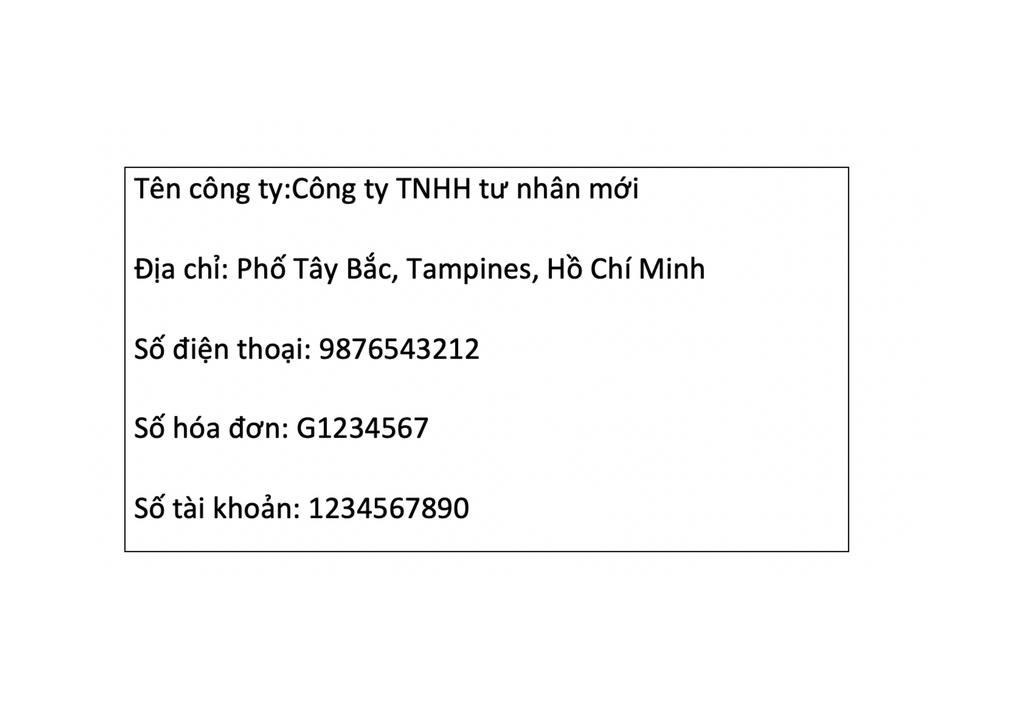 Tên công ty:Công ty TNHH tư nhân mới
Địa chỉ: Phố Tây Bắc, Tampines, Hồ Chí Minh
Số điện thoại: 9876543212
Số hóa đơn: G1234567
Số tài khoản: 1234567890